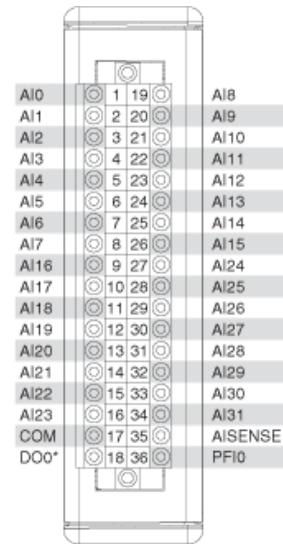 AI0 1 19 AI8
AI1 2 20 AI9
AI2 3 21 AI10
AI3 4 22 AI11
AI4 5 23 AI12
AI5 6 24 AI13
AI6 7 25 AI14
AI7 8 26 AI15
AI16 9 27 AI24
AI17 10 28 AI25
AI18 11 29 AI26
AI19 12 30 AI27
AI20 13 31 AI28
AI21 14 32 AI29
AI22 15 33 AI30
AI23 16 34 AI31
COM 17 35 AISENSE
DO0* 18 36 PFI0